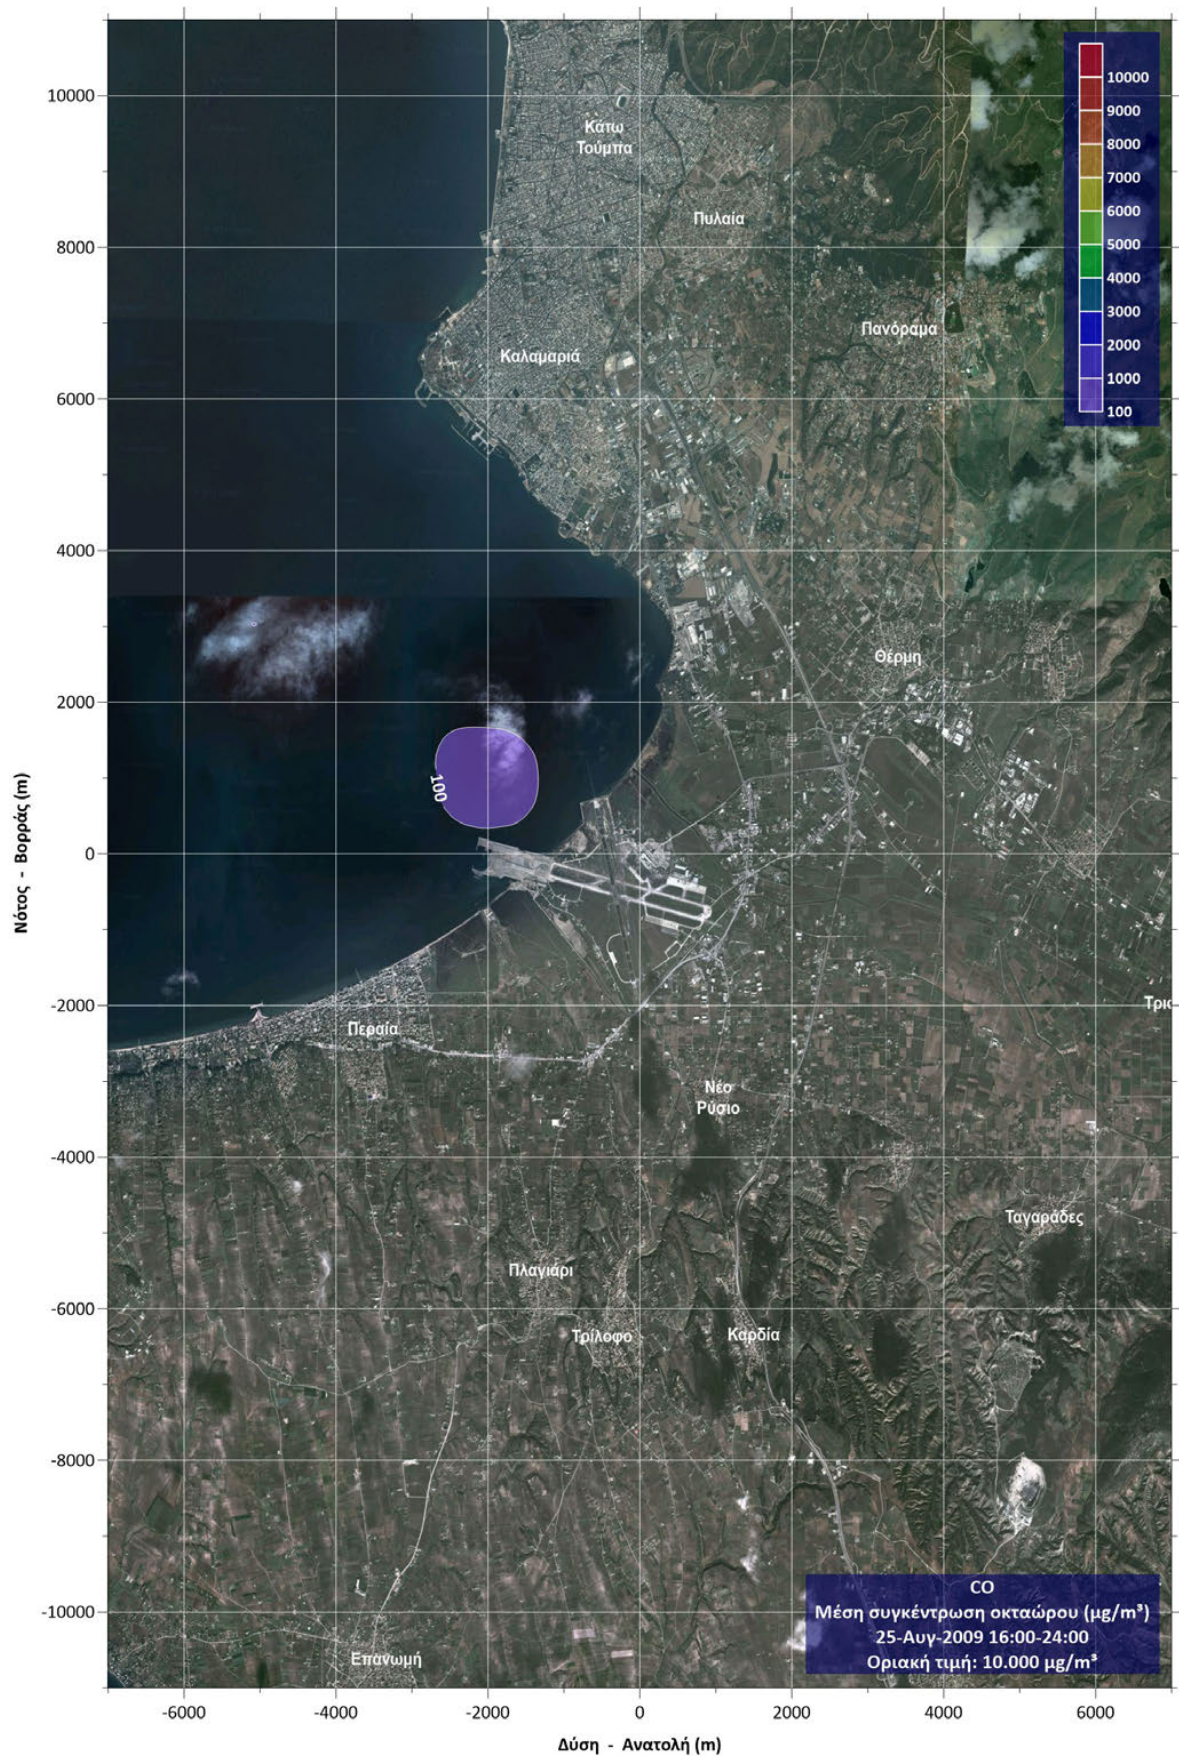 10000
8000
6000
4000
2000
0
-2000
-4000
-6000
-8000
-10000
Νότος - Βορράς (m)
-6000
-4000
-2000
0
2000
4000
6000
Δύση - Ανατολή (m)
10000
9000
8000
7000
6000
5000
4000
3000
2000
1000
100
Κάτω
Τούμπα
Πυλαία
Πανόραμα
Καλαμαριά
Θέρμη
100
Τρις
Περαία
Νέο
Ρύσιο
Ταγαράδες
Πλαγιάρι
Τρίλοφο
Καρδία
Επανωμή
CO
Μέση συγκέντρωση οκταώρου (μg/m³)
25-Αυγ-2009 16:00-24:00
Οριακή τιμή: 10.000 μg/m³